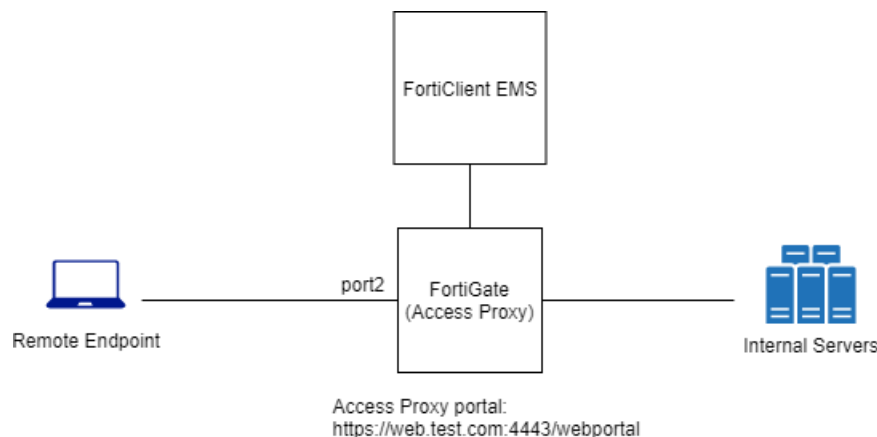 FortiClient EMS
port2
FortiGate
(Access Proxy)
Remote Endpoint
Internal Servers
Access Proxy portal:
https://web.test.com:4443/webportal